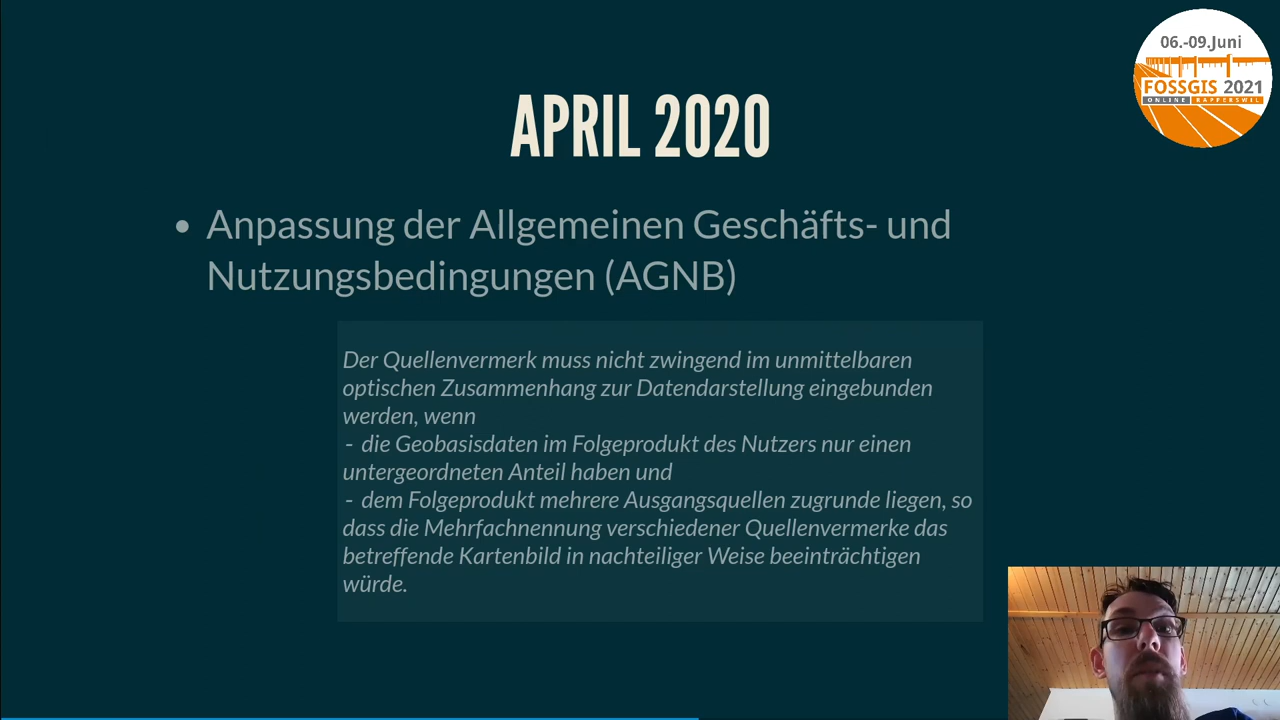 06.-09.Juni
FOSSGIS 2021
ONLINE RAPPERSWIL
APRIL 2020
• Anpassung der Allgemeinen Geschäfts- und
Nutzungsbedingungen (AGNB)
Der Quellenvermerk muss nicht zwingend im unmittelbaren
optischen Zusammenhang zur Datendarstellung eingebunden
werden, wenn
- die Geobasisdaten im Folgeprodukt des Nutzers nur einen
untergeordneten Anteil haben und
- dem Folgeprodukt mehrere Ausgangsquellen zugrunde liegen, so
dass die Mehrfachnennung verschiedener Quellenvermerke das
betreffende Kartenbild in nachteiliger Weise beeinträchtigen
würde.